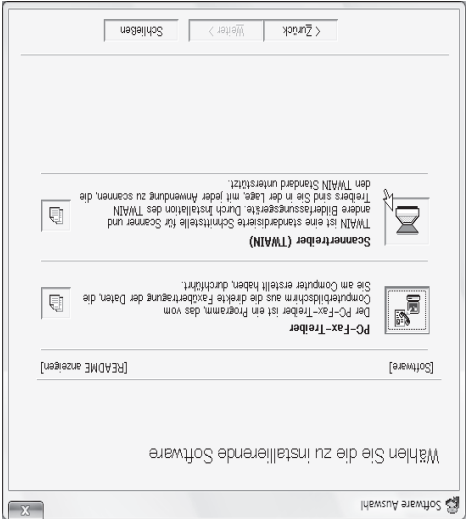 Software Auswahl
X
Wählen Sie die zu installierende Software
[Software] [README anzeigen]
PC-Fax-Treiber
Der PC-Fax-Treiber ist ein Programm, das vom
Computerbildschirm aus die direkte Faxübertragung der Daten, die
Sie am Computer erstellt haben, durchführt.
Scannertreiber (TWAIN)
TWAIN ist eine standardisierte Schnittstelle für Scanner und
andere Bilderfassungsgeräte. Durch Installation des TWAIN
Treibers sind Sie in der Lage, mit jeder Anwendung zu scannen, die
den TWAIN Standard unterstützt.
< Zurück Weiter > Schließen